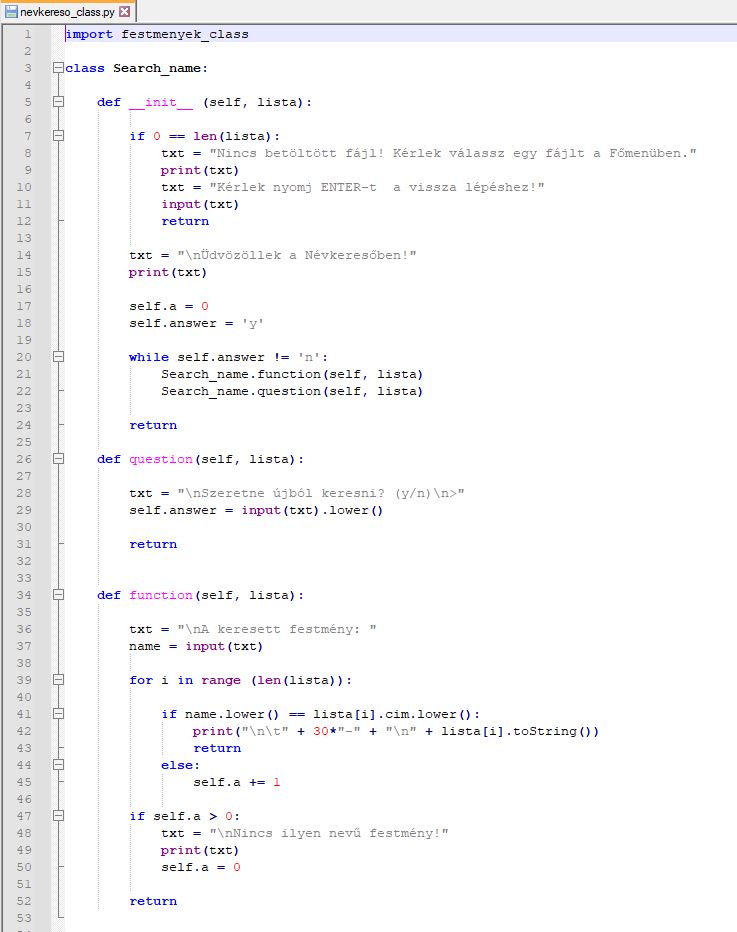 nevkereso_class.py
1 import festmenyek_class
2
3 class Search_name:
4
5     def __init__ (self, lista):
6
7         if 0 == len(lista):
8             txt = "Nincs betöltött fájl! Kérlek válassz egy fájlt a Főmenüben."
9             print(txt)
10             txt = "Kérlek nyomj ENTER-t  a vissza lépéshez!"
11             input(txt)
12             return
13
14         txt = "\nÜdvözöllek a Névkeresőben!"
15         print(txt)
16
17         self.a = 0
18         self.answer = 'y'
19
20         while self.answer != 'n':
21             Search_name.function(self, lista)
22             Search_name.question(self, lista)
23
24         return
25
26     def question(self, lista):
27
28         txt = "\nSzeretne újból keresni? (y/n)\n>"
29         self.answer = input(txt).lower()
30
31         return
32
33
34     def function(self, lista):
35
36         txt = "\nA keresett festmény: "
37         name = input(txt)
38
39         for i in range (len(lista)):
40
41             if name.lower() == lista[i].cim.lower():
42                 print("\n\t" + 30*"-" + "\n" + lista[i].toString())
43                 return
44             else:
45                 self.a += 1
46
47         if self.a > 0:
48             txt = "\nNincs ilyen nevű festmény!"
49             print(txt)
50             self.a = 0
51
52         return
53